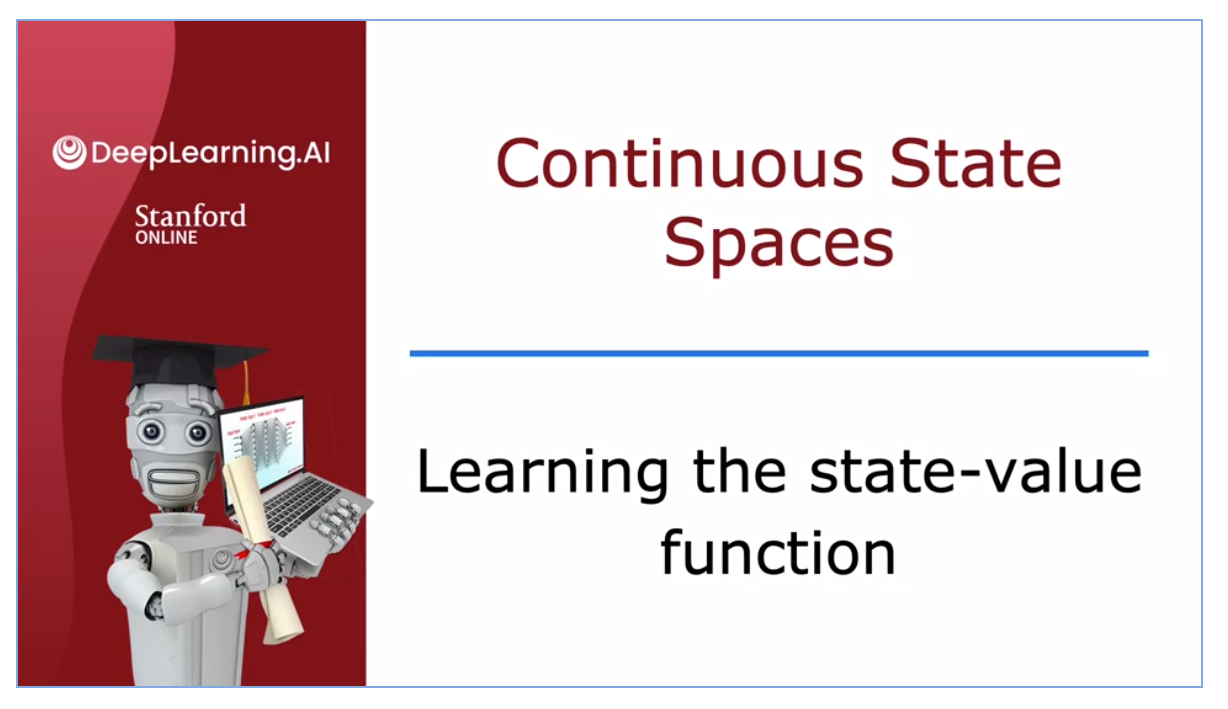 DeepLearning.AI
Stanford
ONLINE
Continuous State
Spaces
Learning the state-value
function